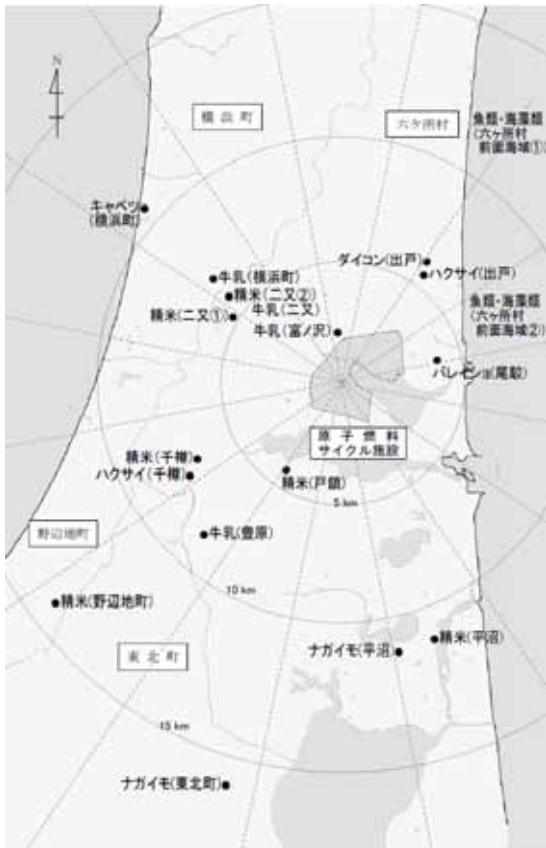 N
横浜町
六ケ所村
魚類・海藻類
(六ヶ所村
前面海域①)
キャベツ
(横浜町)
ダイコン(出戸)
ハクサイ(出戸)
牛乳(横浜町)
精米(二又②)
牛乳(二又)
精米(二又①)
牛乳(富ノ沢)
魚類・海藻類
(六ヶ所村
前面海域②)
バレイショ(尾駮)
原子燃料
サイクル施設
精米(千樽)
ハクサイ(千樽)
精米(戸鎖)
5 km
野辺地町
牛乳(豊原)
10 km
精米(野辺地町)
東北町
ナガイモ(平沼)
精米(平沼)
15 km
ナガイモ(東北町)